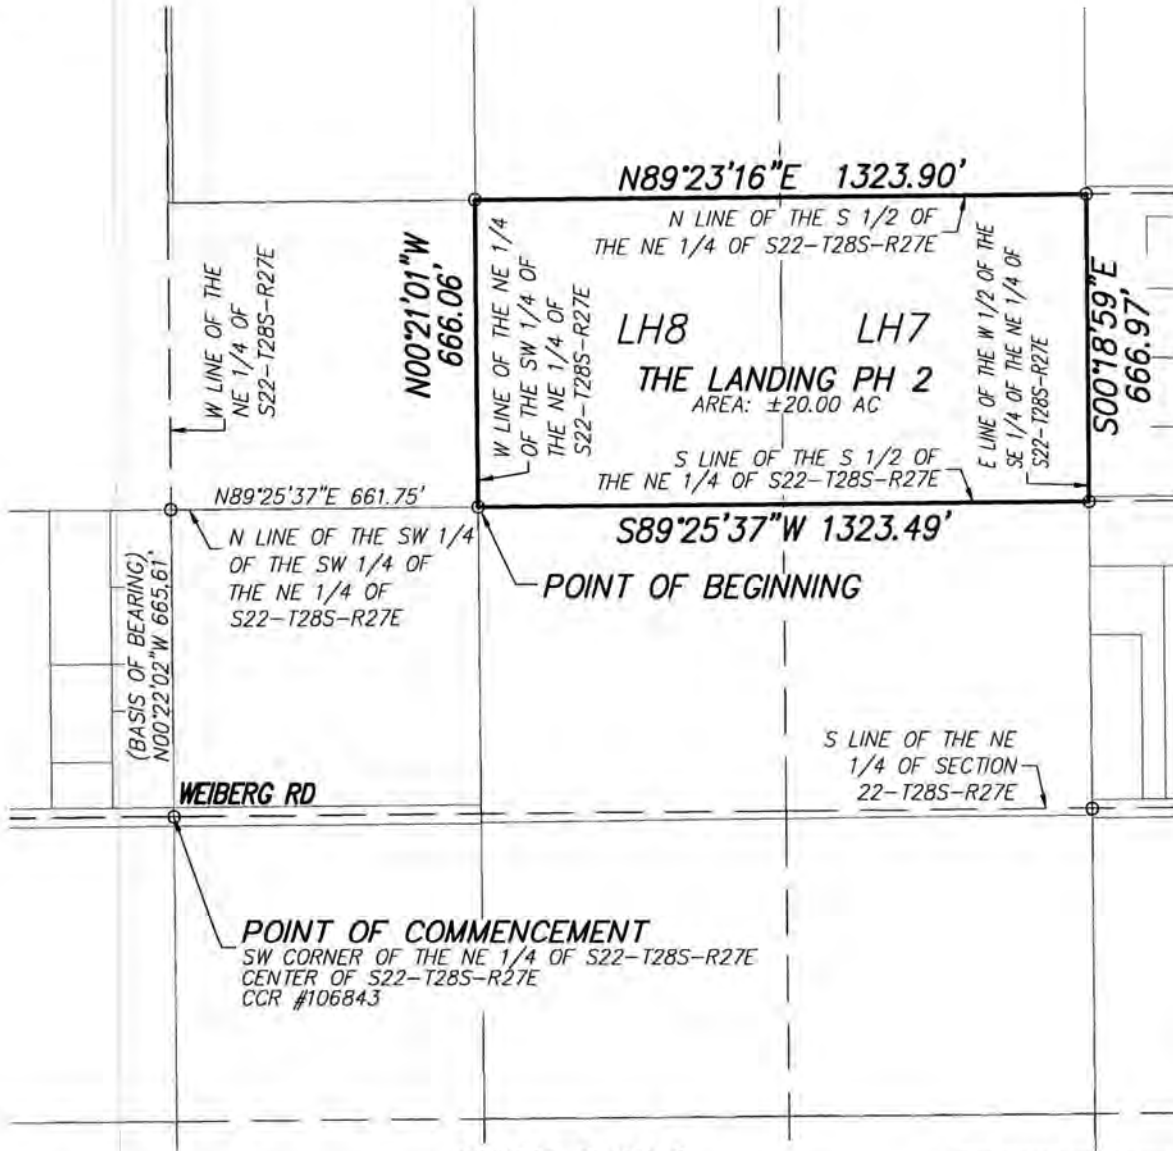 N89°23'16"E 1323.90'
N LINE OF THE S 1/2 OF
THE NE 1/4 OF S22-T28S-R27E
W LINE OF THE
NE 1/4 OF
S22-T28S-R27E
N00°21'01"W
666.06'
W LINE OF THE NE 1/4
OF THE SW 1/4 OF
THE NE 1/4 OF
S22-T28S-R27E
LH8
LH7
THE LANDING PH 2
AREA: ±20.00 AC
E LINE OF THE W 1/2 OF THE
SE 1/4 OF THE NE 1/4 OF
S22-T28S-R27E
S00°18'59"E
666.97'
S LINE OF THE S 1/2 OF
THE NE 1/4 OF S22-T28S-R27E
N89°25'37"E 661.75'
S89°25'37"W 1323.49'
N LINE OF THE SW 1/4
OF THE SW 1/4 OF
THE NE 1/4 OF
S22-T28S-R27E
POINT OF BEGINNING
(BASIS OF BEARING)
N00°22'02"W 665.61'
S LINE OF THE NE
1/4 OF SECTION
22-T28S-R27E
WEIBERG RD
POINT OF COMMENCEMENT
SW CORNER OF THE NE 1/4 OF S22-T28S-R27E
CENTER OF S22-T28S-R27E
CCR #106843